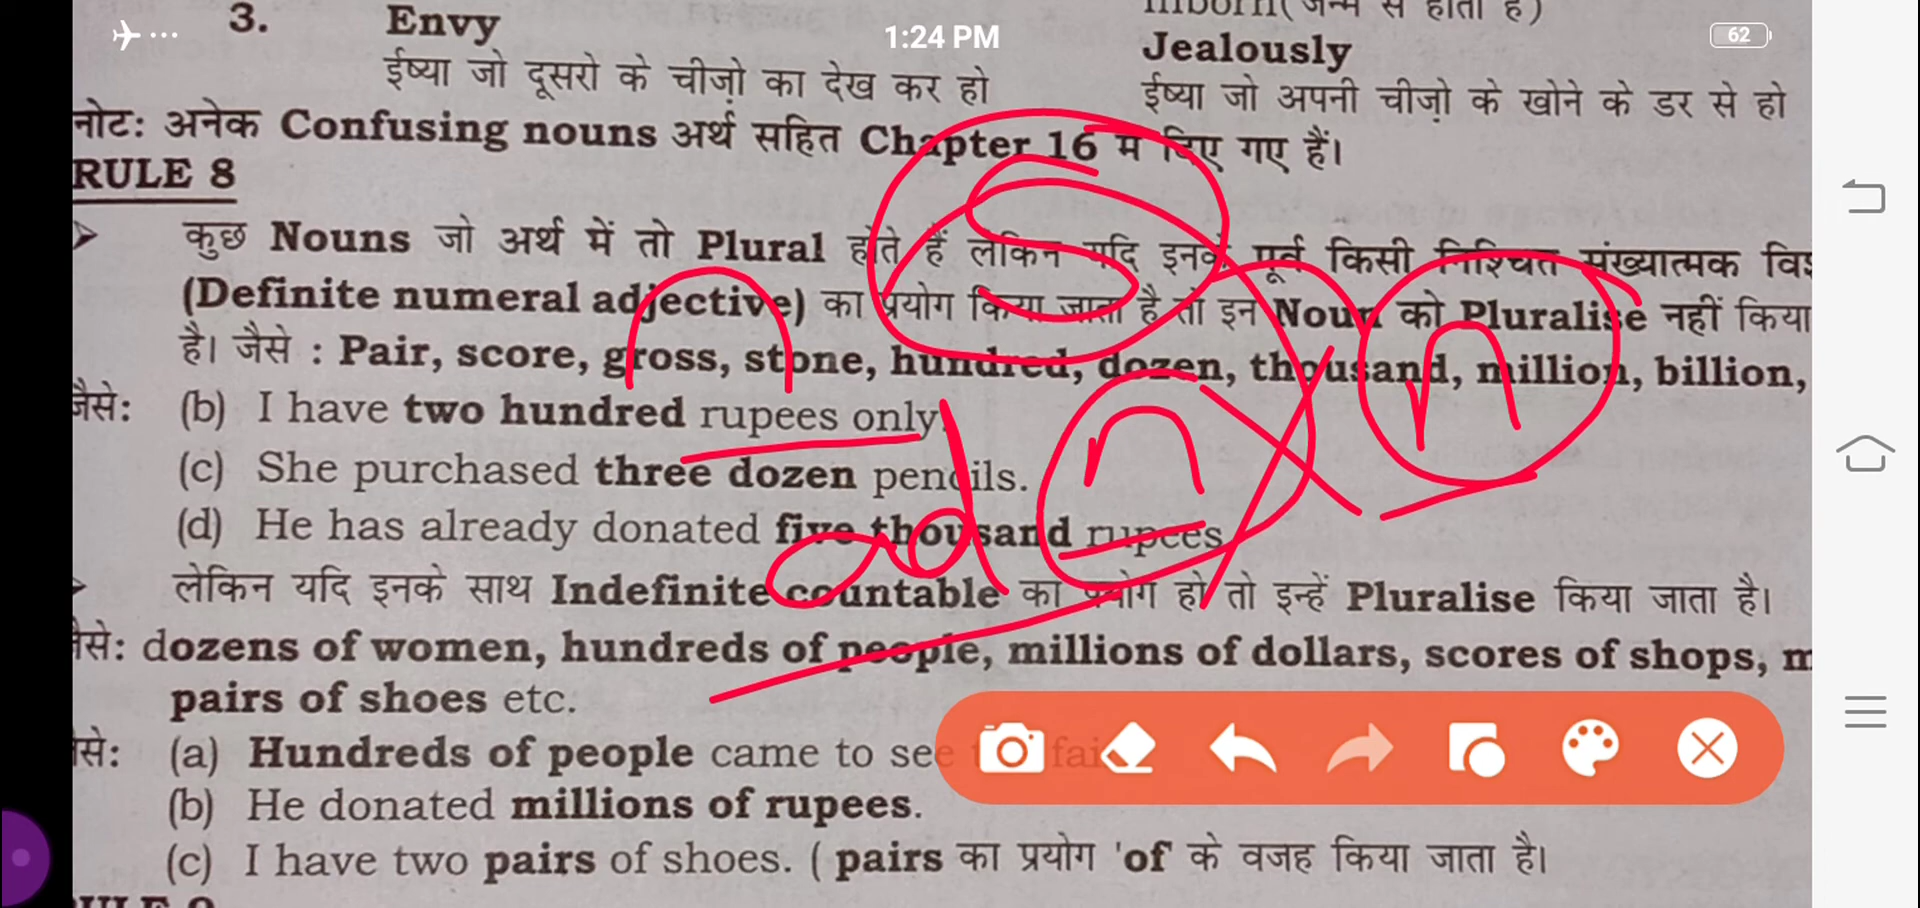 1:24 PM
62
3. Envy Jealously
ईष्या जो दूसरो के चीज़ो का देख कर हो ईष्या जो अपनी चीज़ो के खोने के डर से हो
नोट: अनेक Confusing nouns अर्थ सहित Chapter 16 में दिए गए हैं।
RULE 8
कुछ Nouns जो अर्थ में तो Plural होते हैं लेकिन यदि इनके पूर्व किसी निश्चित संख्यात्मक
(Definite numeral adjective) का प्रयोग किया जाता है तो इन Noun को Pluralise नहीं किया
है। जैसे : Pair, score, gross, stone, hundred, dozen, thousand, million, billion,
जैसे: (b) I have two hundred rupees only.
(c) She purchased three dozen pencils.
(d) He has already donated five thousand rupees
लेकिन यदि इनके साथ Indefinite countable का प्रयोग हो तो इन्हें Pluralise किया जाता है।
जैसे: dozens of women, hundreds of people, millions of dollars, scores of shops,
pairs of shoes etc.
जैसे: (a) Hundreds of people came to see
(b) He donated millions of rupees.
(c) I have two pairs of shoes. ( pairs का प्रयोग 'of' के वजह किया जाता है।
n
n
n
ad